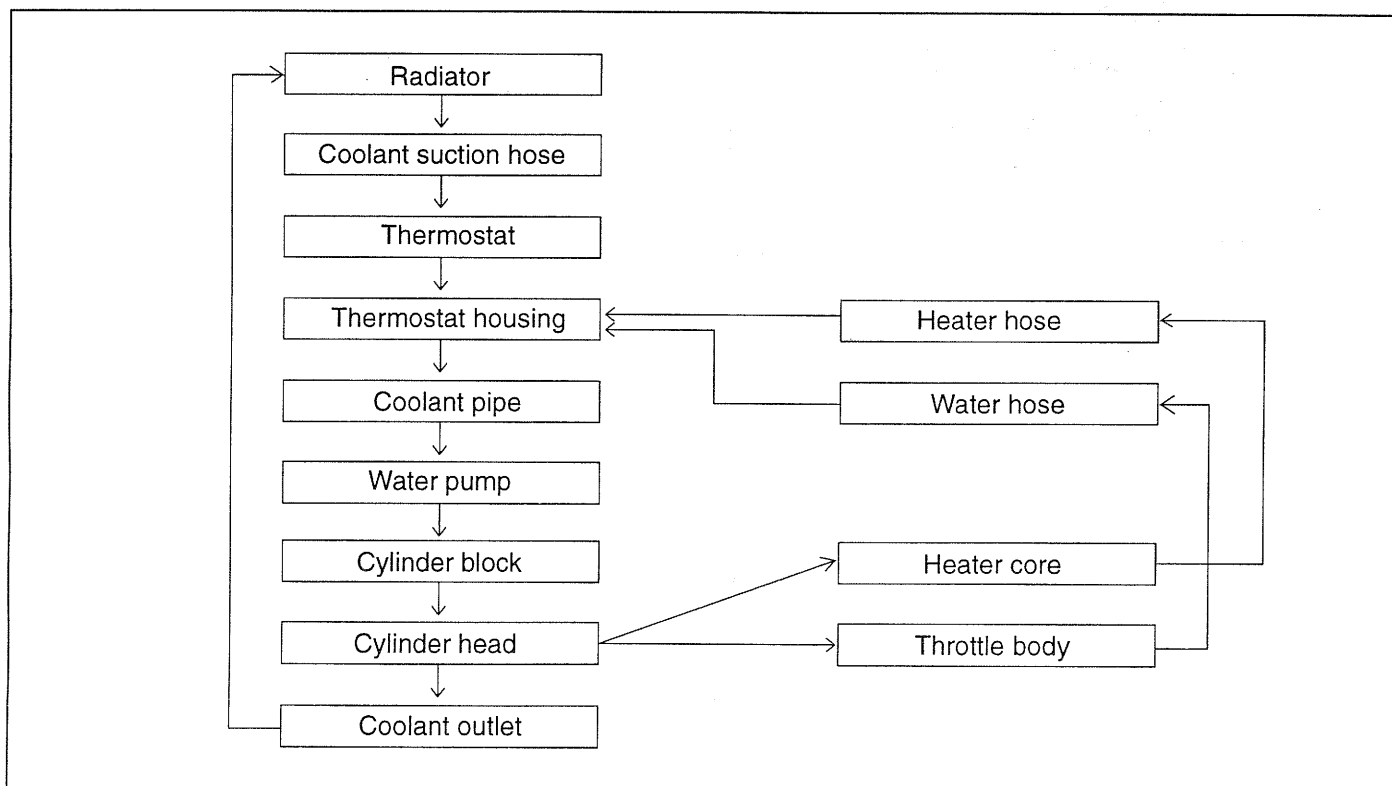 Radiator
Coolant suction hose
Thermostat
Thermostat housing
Heater hose
Coolant pipe
Water hose
Water pump
Cylinder block
Heater core
Cylinder head
Throttle body
Coolant outlet